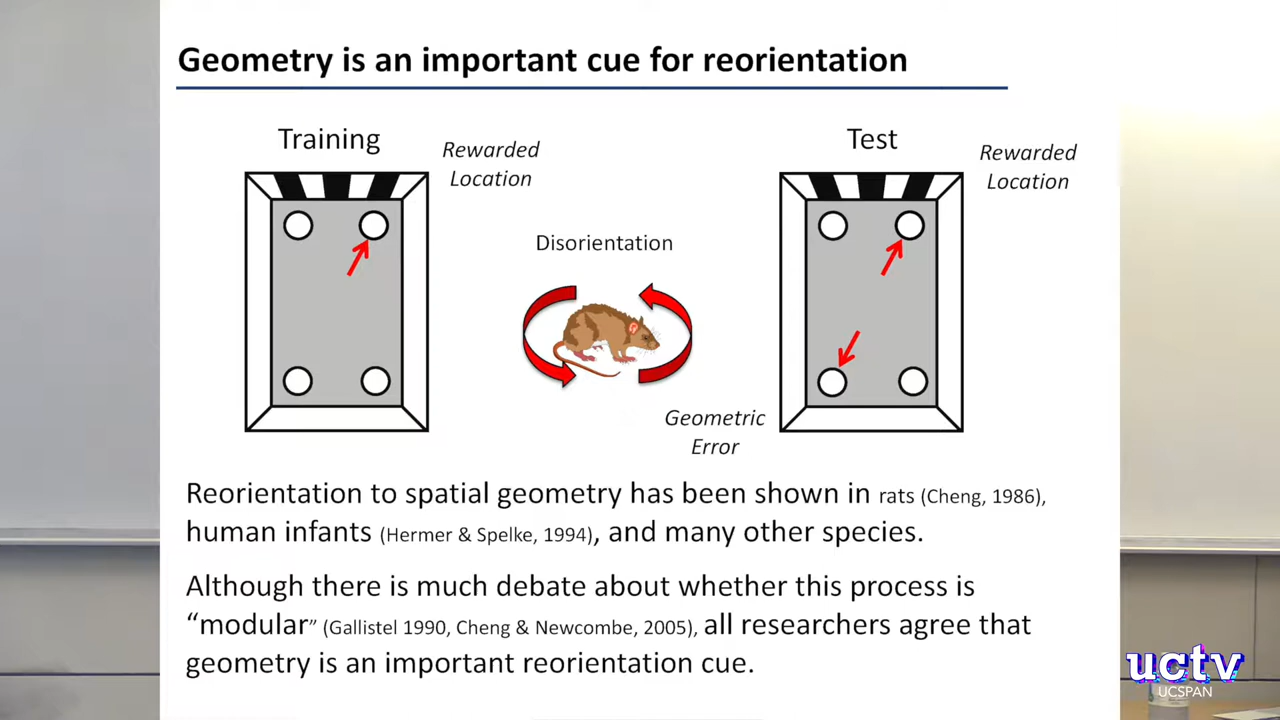 Geometry is an important cue for reorientation
Training
Rewarded
Location
Test
Rewarded
Location
Disorientation
Geometric
Error
Reorientation to spatial geometry has been shown in rats (Cheng, 1986),
human infants (Hermer & Spelke, 1994), and many other species.
Although there is much debate about whether this process is
“modular” (Gallistel 1990, Cheng & Newcombe, 2005), all researchers agree that
geometry is an important reorientation cue.
uctv
UCSPAN